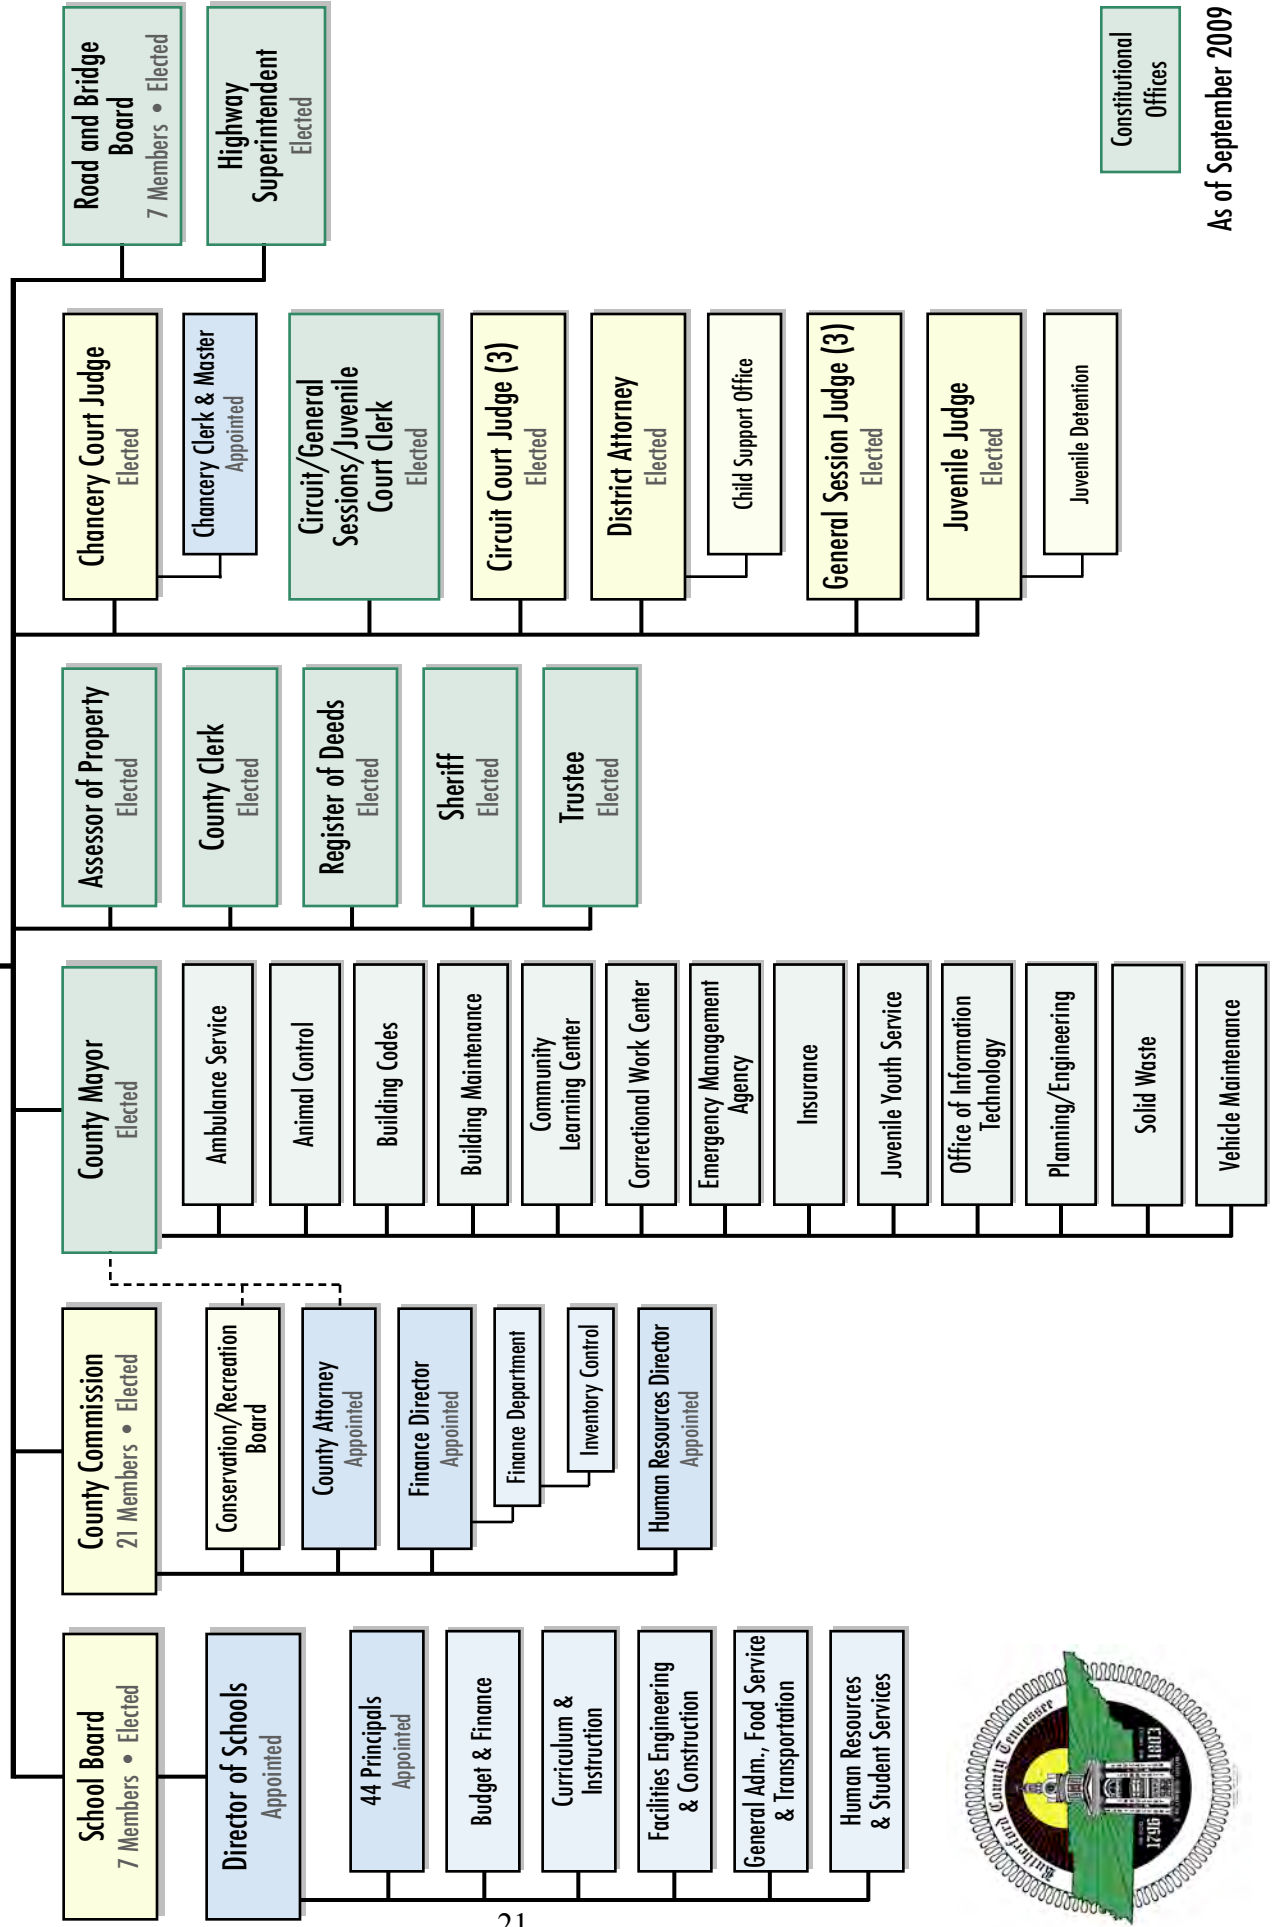 School Board
7 Members • Elected
Director of Schools
Appointed
44 Principals
Appointed
Budget & Finance
Curriculum &
Instruction
Facilities Engineering
& Construction
General Adm., Food Service
& Transportation
Human Resources
& Student Services
County Commission
21 Members • Elected
Conservation/Recreation
Board
County Attorney
Appointed
Finance Director
Appointed
Finance Department
Inventory Control
Human Resources Director
Appointed
County Mayor
Elected
Ambulance Service
Animal Control
Building Codes
Building Maintenance
Community
Learning Center
Correctional Work Center
Emergency Management
Agency
Insurance
Juvenile Youth Service
Office of Information
Technology
Planning/Engineering
Solid Waste
Vehicle Maintenance
Assessor of Property
Elected
County Clerk
Elected
Register of Deeds
Elected
Sheriff
Elected
Trustee
Elected
Chancery Court Judge
Elected
Chancery Clerk & Master
Appointed
Circuit/General
Sessions/Juvenile
Court Clerk
Elected
Circuit Court Judge (3)
Elected
District Attorney
Elected
Child Support Office
General Session Judge (3)
Elected
Juvenile Judge
Elected
Juvenile Detention
Road and Bridge
Board
7 Members • Elected
Highway
Superintendent
Elected
Constitutional
Offices
As of September 2009
Rutherford County Tennessee
1796 1803
21